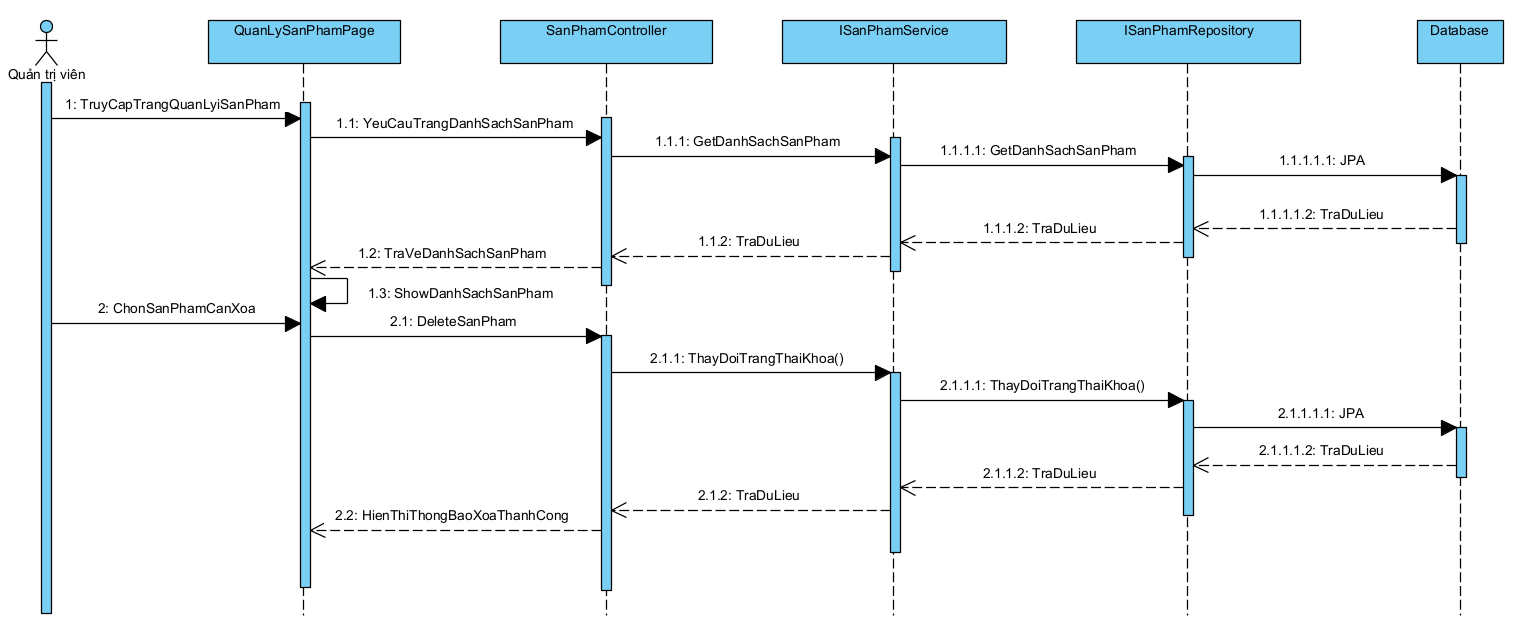 QuanLySanPhamPage
SanPhamController
ISanPhamService
ISanPhamRepository
Database
Quản trị viên
1: TruyCapTrangQuanLyiSanPham
1.1: YeuCauTrangDanhSachSanPham
1.1.1: GetDanhSachSanPham
1.1.1.1: GetDanhSachSanPham
1.1.1.1.1: JPA
1.1.1.1.2: TraDuLieu
1.1.1.2: TraDuLieu
1.1.2: TraDuLieu
1.2: TraVeDanhSachSanPham
1.3: ShowDanhSachSanPham
2: ChonSanPhamCanXoa
2.1: DeleteSanPham
2.1.1: ThayDoiTrangThaiKhoa()
2.1.1.1: ThayDoiTrangThaiKhoa()
2.1.1.1.1: JPA
2.1.1.1.2: TraDuLieu
2.1.1.2: TraDuLieu
2.1.2: TraDuLieu
2.2: HienThiThongBaoXoaThanhCong